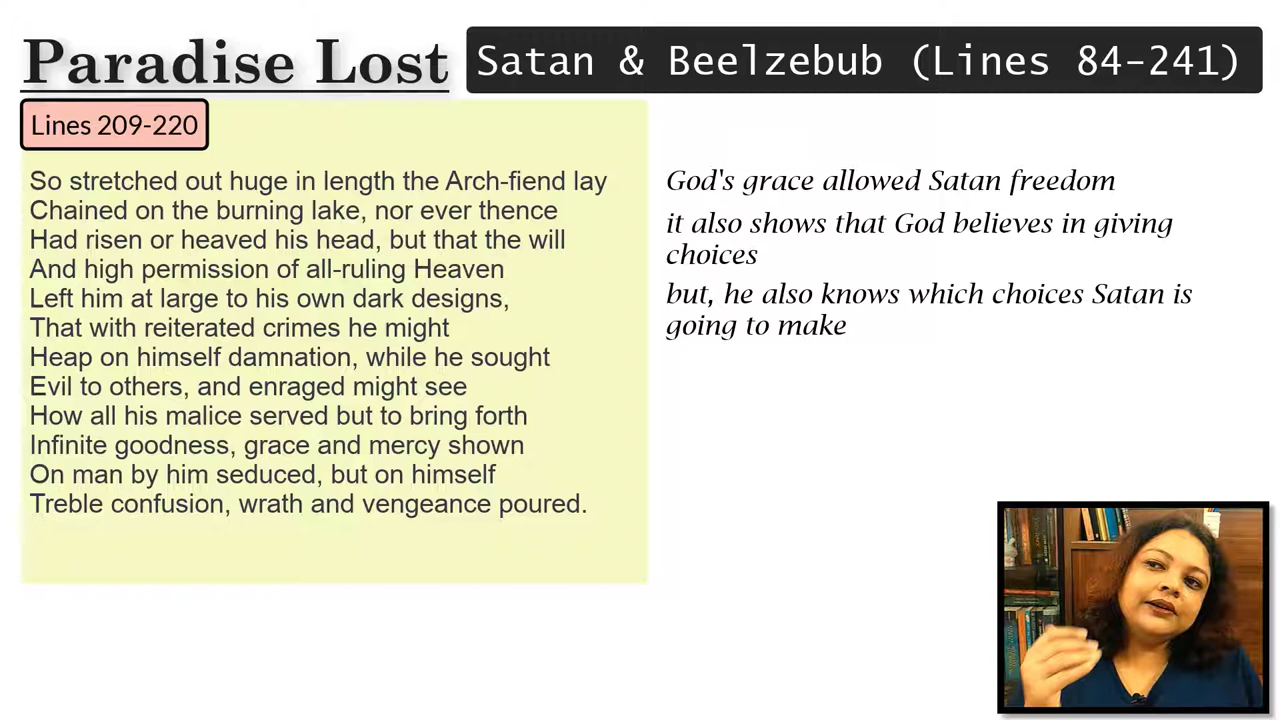 Paradise Lost
Satan & Beelzebub (Lines 84-241)
Lines 209-220
So stretched out huge in length the Arch-fiend lay
Chained on the burning lake, nor ever thence
Had risen or heaved his head, but that the will
And high permission of all-ruling Heaven
Left him at large to his own dark designs,
That with reiterated crimes he might
Heap on himself damnation, while he sought
Evil to others, and enraged might see
How all his malice served but to bring forth
Infinite goodness, grace and mercy shown
On man by him seduced, but on himself
Treble confusion, wrath and vengeance poured.
God's grace allowed Satan freedom
it also shows that God believes in giving
choices
but, he also knows which choices Satan is
going to make